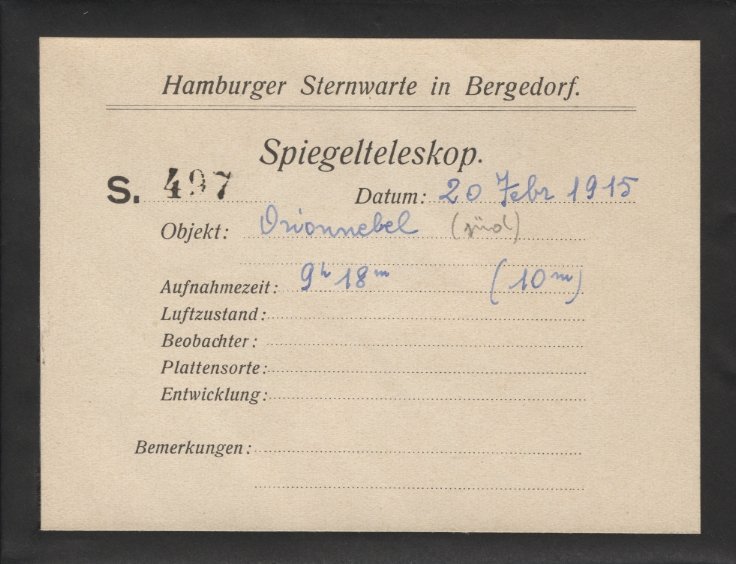 Hamburger Sternwarte in Bergedorf.
Spiegelteleskop.
S. 497
Datum: 20 Febr 1915
Objekt: Orionnebel (süd)
Aufnahmezeit: 9h 18m (10m)
Luftzustand:
Beobachter:
Plattensorte:
Entwicklung:
Bemerkungen: